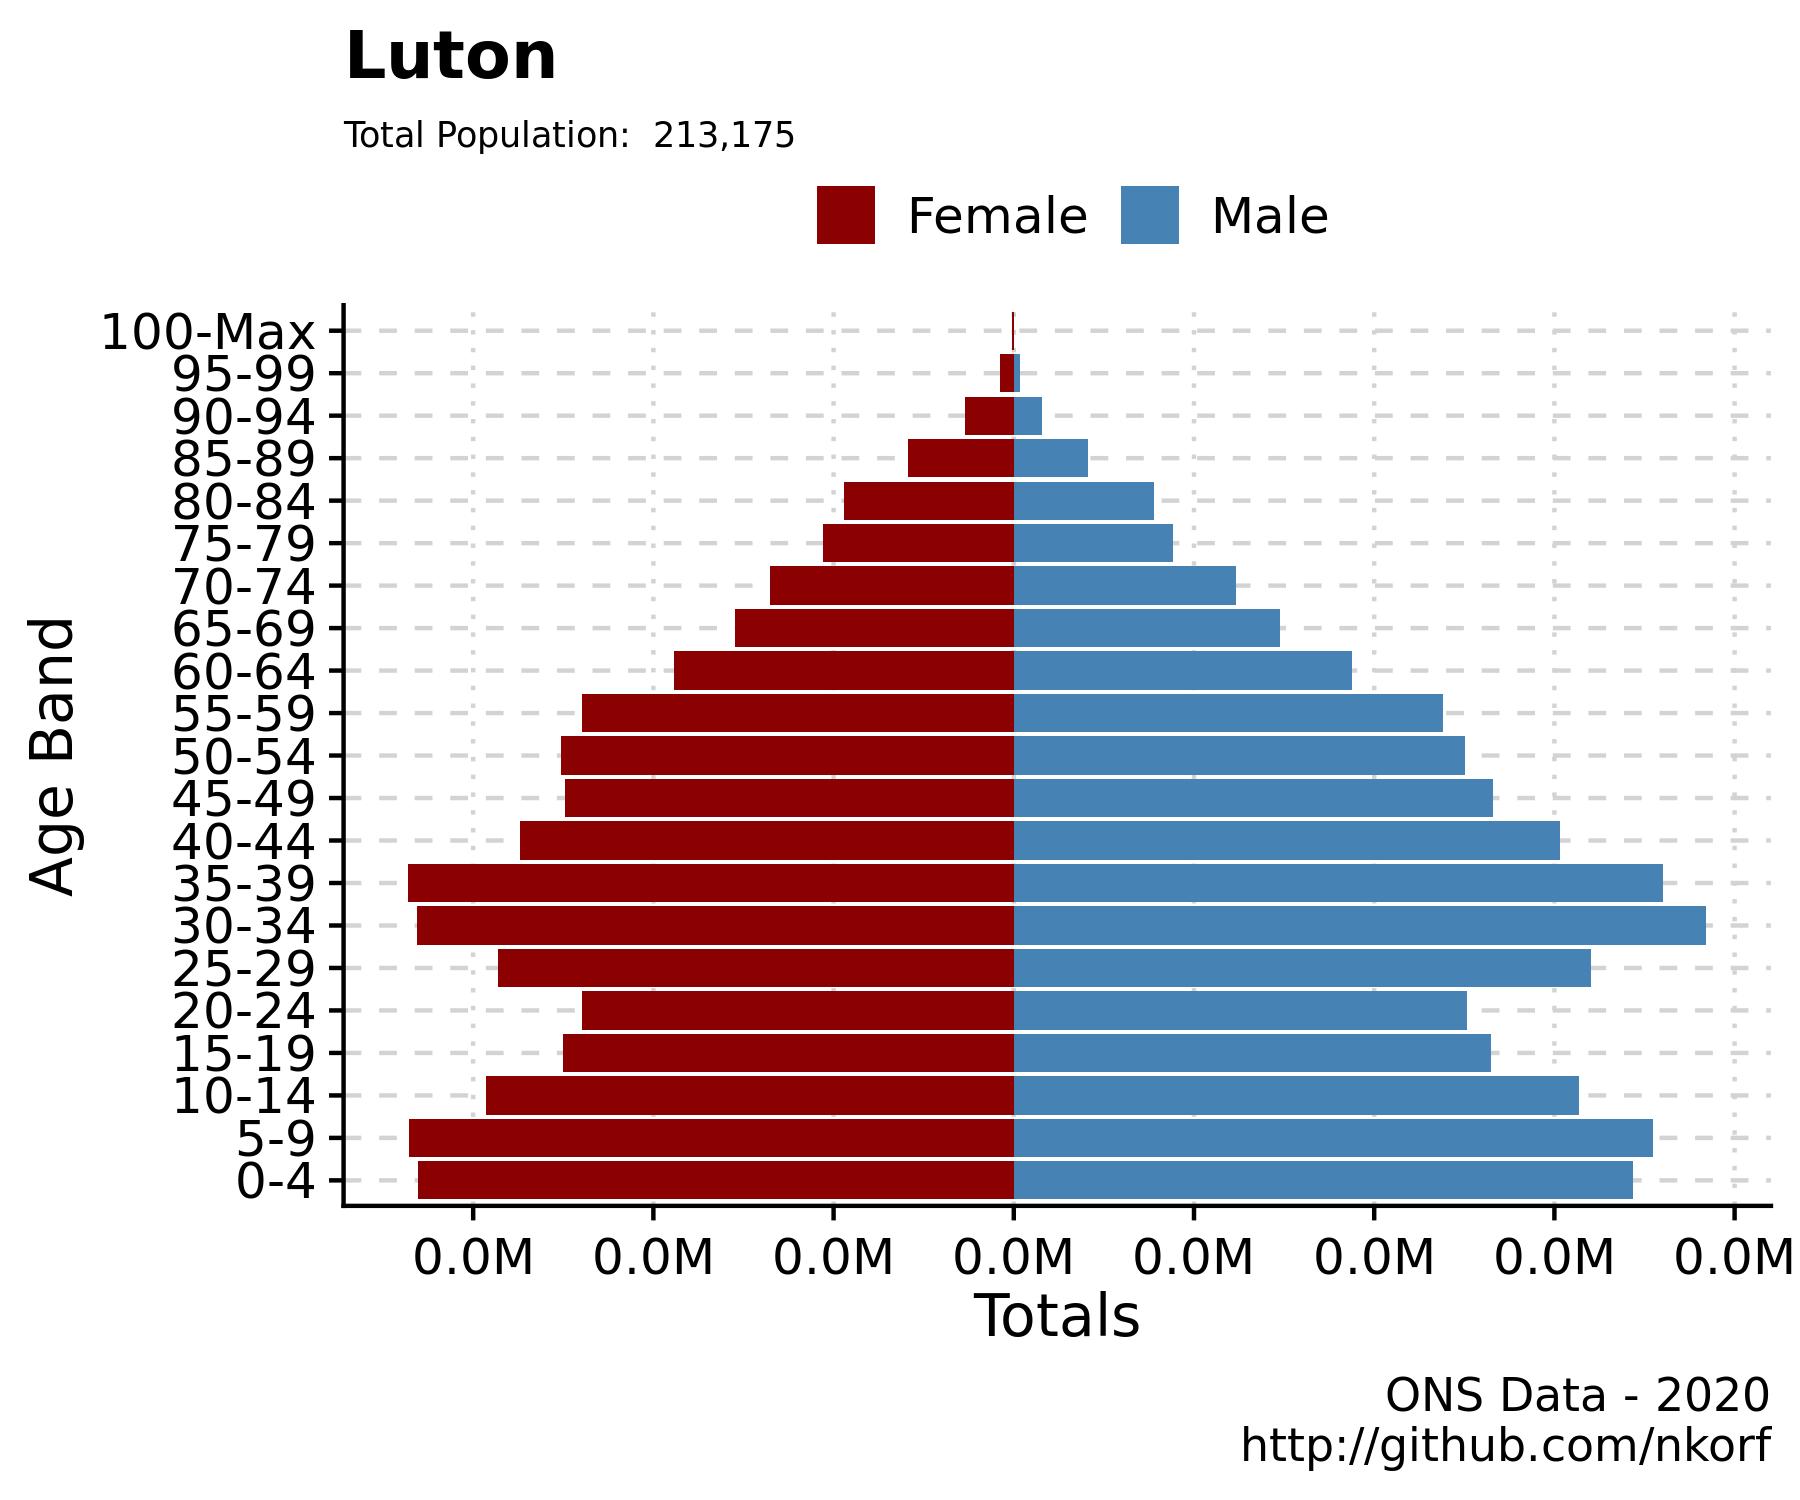 Luton
Total Population:  213,175
Female Male
100-Max
95-99
90-94
85-89
80-84
75-79
70-74
65-69
60-64
55-59
50-54
45-49
40-44
35-39
30-34
25-29
20-24
15-19
10-14
5-9
0-4
Age Band
0.0M 0.0M 0.0M 0.0M 0.0M 0.0M 0.0M 0.0M
Totals
ONS Data - 2020
http://github.com/nkorf